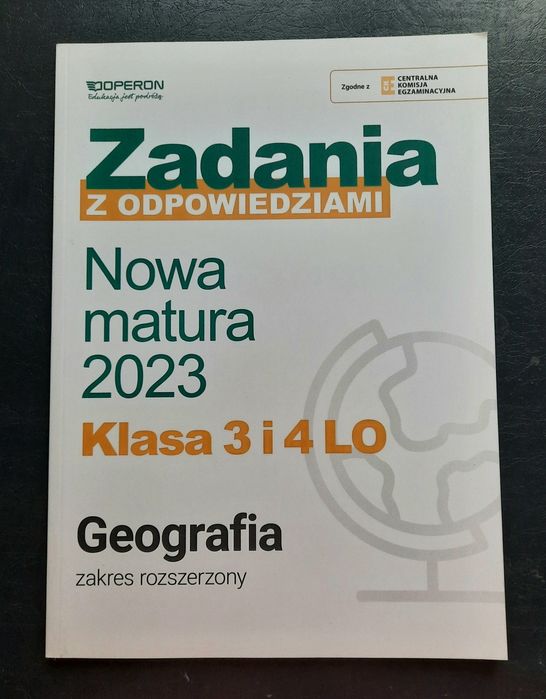 OPERON
Edukacja jest podróżą
Zgodne z
CKE
CENTRALNA
KOMISJA
EGZAMINACYJNA
Zadania
Z ODPOWIEDZIAMI
Nowa
matura
2023
Klasa 3 i 4 LO
Geografia
zakres rozszerzony